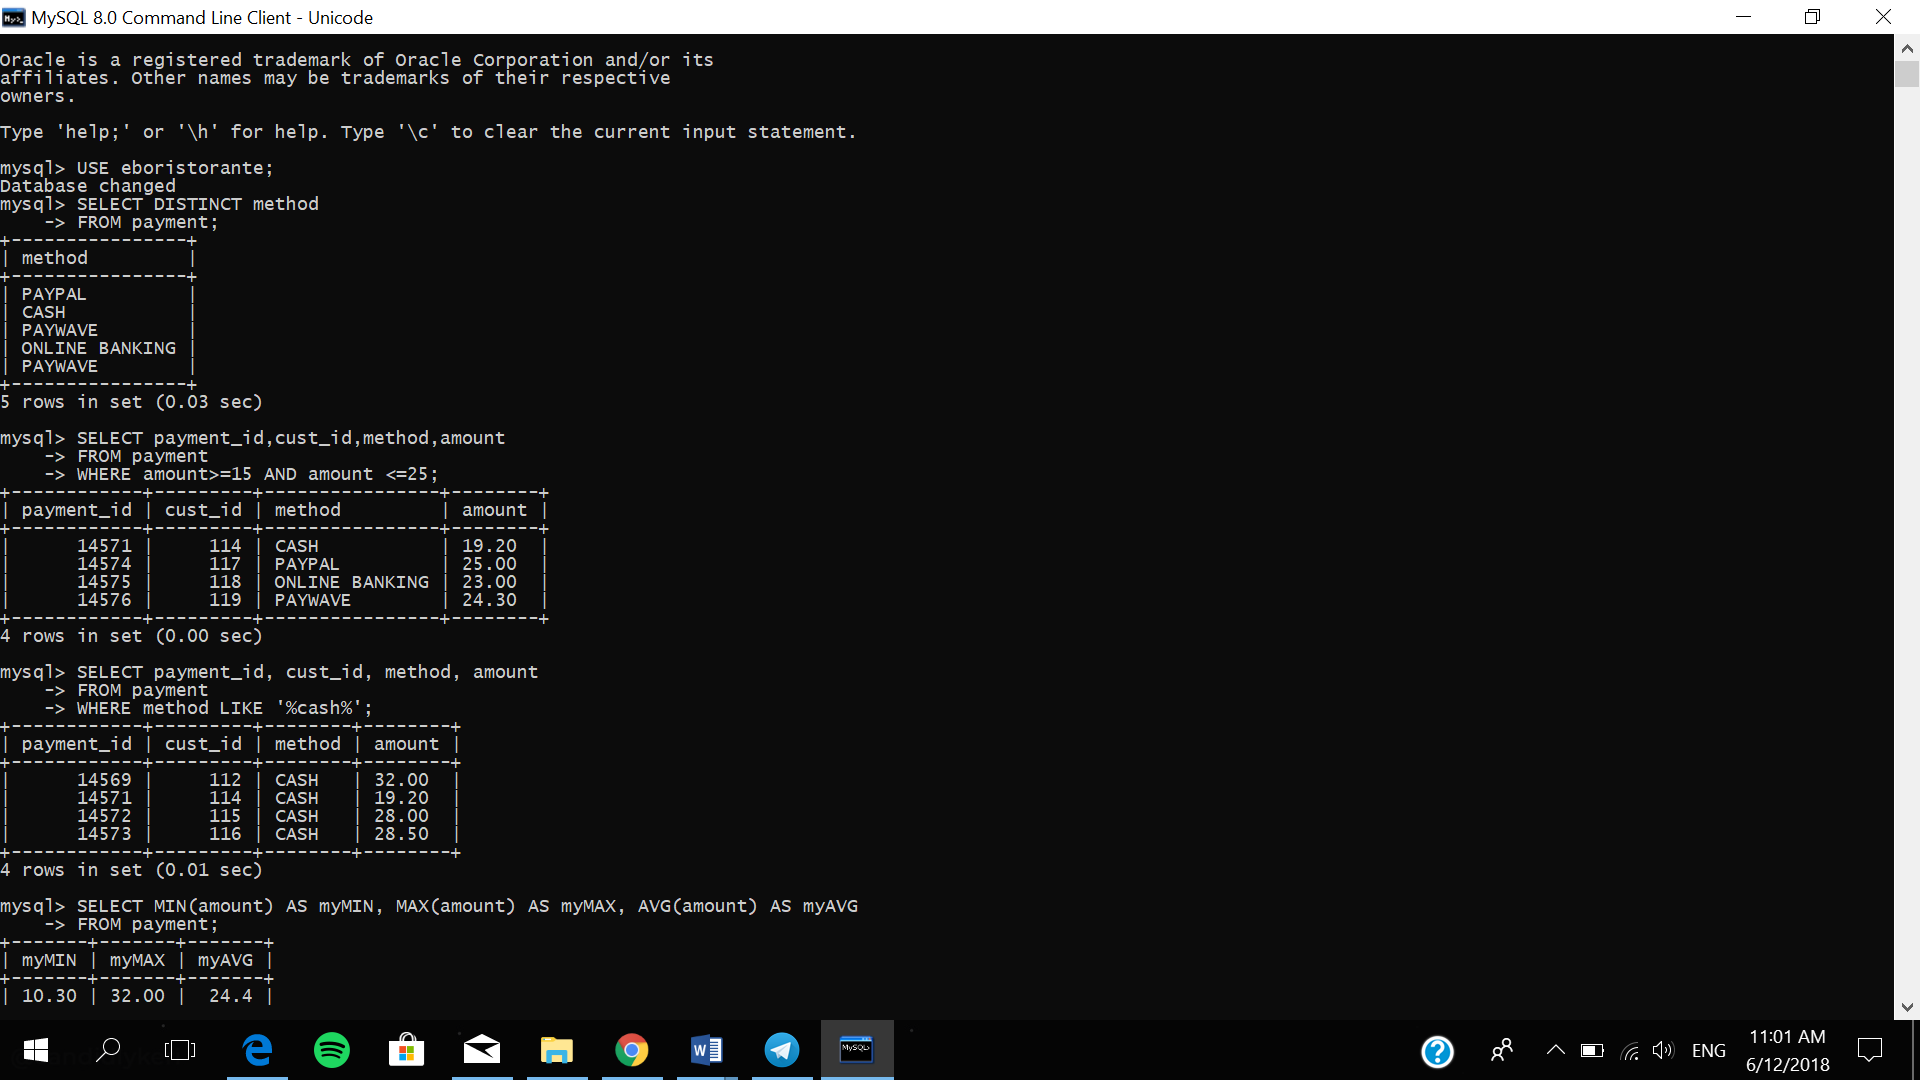 MySQL 8.0 Command Line Client - Unicode
Oracle is a registered trademark of Oracle Corporation and/or its
affiliates. Other names may be trademarks of their respective
owners.
Type 'help;' or '\h' for help. Type '\c' to clear the current input statement.
mysql> USE eboristorante;
Database changed
mysql> SELECT DISTINCT method
    -> FROM payment;
+----------------+
| method         |
+----------------+
| PAYPAL         |
| CASH           |
| PAYWAVE        |
| ONLINE BANKING |
| PAYWAVE        |
+----------------+
5 rows in set (0.03 sec)
mysql> SELECT payment_id,cust_id,method,amount
    -> FROM payment
    -> WHERE amount>=15 AND amount <=25;
+------------+---------+----------------+--------+
| payment_id | cust_id | method         | amount |
+------------+---------+----------------+--------+
|      14571 |     114 | CASH           | 19.20  |
|      14574 |     117 | PAYPAL         | 25.00  |
|      14575 |     118 | ONLINE BANKING | 23.00  |
|      14576 |     119 | PAYWAVE        | 24.30  |
+------------+---------+----------------+--------+
4 rows in set (0.00 sec)
mysql> SELECT payment_id, cust_id, method, amount
    -> FROM payment
    -> WHERE method LIKE '%cash%';
+------------+---------+--------+--------+
| payment_id | cust_id | method | amount |
+------------+---------+--------+--------+
|      14569 |     112 | CASH   | 32.00  |
|      14571 |     114 | CASH   | 19.20  |
|      14572 |     115 | CASH   | 28.00  |
|      14573 |     116 | CASH   | 28.50  |
+------------+---------+--------+--------+
4 rows in set (0.01 sec)
mysql> SELECT MIN(amount) AS myMIN, MAX(amount) AS myMAX, AVG(amount) AS myAVG
    -> FROM payment;
+-------+-------+-------+
| myMIN | myMAX | myAVG |
+-------+-------+-------+
| 10.30 | 32.00 |  24.4 |
ENG
11:01 AM
6/12/2018